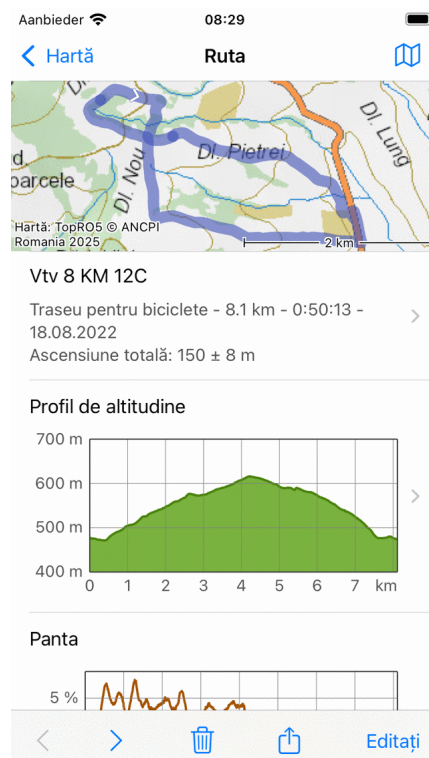 Aanbieder 08:29
Hartă Ruta
Dl.
Dl. Lung
Dl. Pietrei
Dl. Nou
d.
parcele
Hartă: TopRO5 © ANCPI
Romania 2025
2 km
Vtv 8 KM 12C
Traseu pentru biciclete - 8.1 km - 0:50:13 -
18.08.2022
Ascensiune totală: 150 ± 8 m
Profil de altitudine
700 m
600 m
500 m
400 m
0 1 2 3 4 5 6 7 km
Panta
5 %
Editați